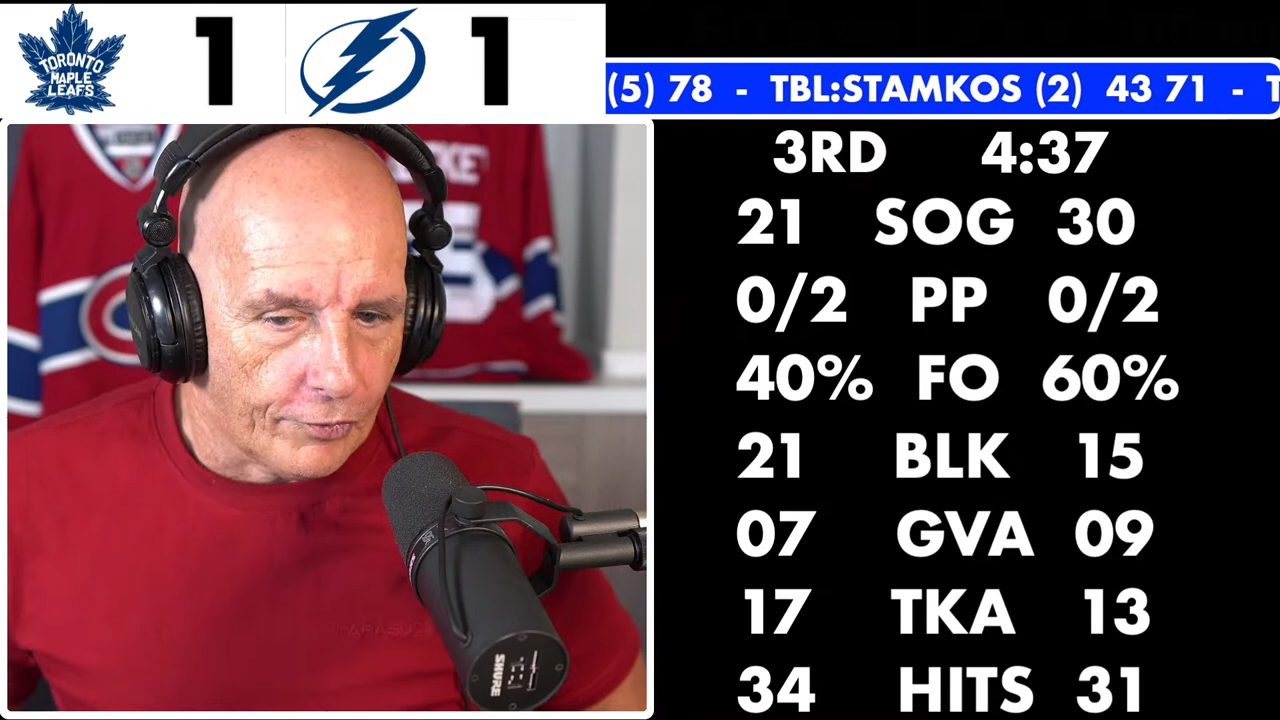 TORONTO
MAPLE
LEAFS
1
1
(5) 78 - TBL:STAMKOS (2) 43 71 -
3RD 4:37
21 SOG 30
0/2 PP 0/2
40% FO 60%
21 BLK 15
07 GVA 09
17 TKA 13
34 HITS 31
SHURE